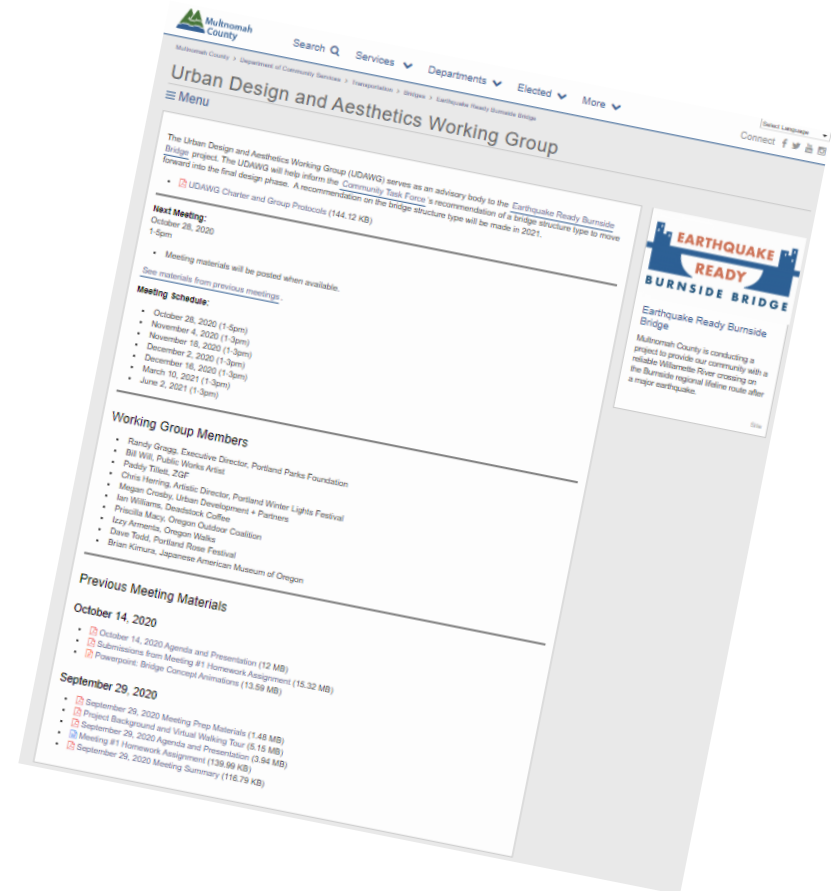 Multnomah
County
Search
Services
Departments
Elected
More
Select Language
Connect
Multnomah County > Department of Community Services > Transportation > Bridges > Earthquake Ready Burnside Bridge
Urban Design and Aesthetics Working Group
Menu
The Urban Design and Aesthetics Working Group (UDAWG) serves as an advisory body to the Earthquake Ready Burnside
Bridge project. The UDAWG will help inform the Community Task Force 's recommendation of a bridge structure type to move
forward into the final design phase. A recommendation on the bridge structure type will be made in 2021.
• UDAWG Charter and Group Protocols (144.12 KB)
Next Meeting:
October 28, 2020
1-5pm
• Meeting materials will be posted when available.
See materials from previous meetings.
Meeting Schedule:
• October 28, 2020 (1-5pm)
• November 4, 2020 (1-3pm)
• November 18, 2020 (1-3pm)
• December 2, 2020 (1-3pm)
• December 16, 2020 (1-3pm)
• March 10, 2021 (1-3pm)
• June 2, 2021 (1-3pm)
Working Group Members
• Randy Gragg, Executive Director, Portland Parks Foundation
• Bill Will, Public Works Artist
• Paddy Tillett, ZGF
• Chris Herring, Artistic Director, Portland Winter Lights Festival
• Megan Crosby, Urban Development + Partners
• Ian Williams, Deadstock Coffee
• Priscilla Macy, Oregon Outdoor Coalition
• Izzy Armenta, Oregon Walks
• Dave Todd, Portland Rose Festival
• Brian Kimura, Japanese American Museum of Oregon
Previous Meeting Materials
October 14, 2020
• October 14, 2020 Agenda and Presentation (12 MB)
• Submissions from Meeting #1 Homework Assignment (15.32 MB)
• Powerpoint: Bridge Concept Animations (13.59 MB)
September 29, 2020
• September 29, 2020 Meeting Prep Materials (1.48 MB)
• Project Background and Virtual Walking Tour (5.15 MB)
• September 29, 2020 Agenda and Presentation (3.94 MB)
• Meeting #1 Homework Assignment (139.99 KB)
• September 29, 2020 Meeting Summary (116.79 KB)
EARTHQUAKE
READY
BURNSIDE BRIDGE
Earthquake Ready Burnside
Bridge
Multnomah County is conducting a
project to provide our community with a
reliable Willamette River crossing on
the Burnside regional lifeline route after
a major earthquake.
Site